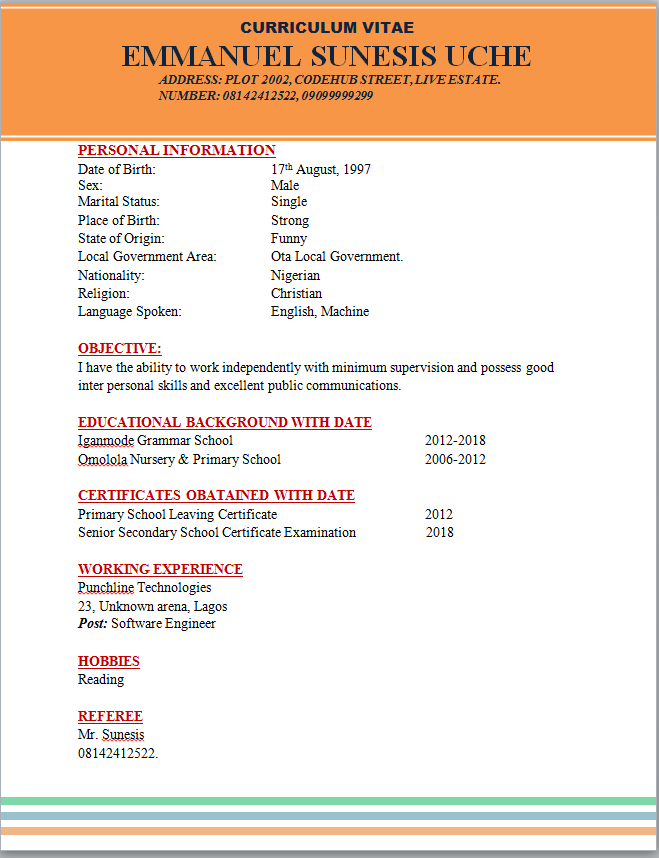 CURRICULUM VITAE
EMMANUEL SUNESIS UCHE
ADDRESS: PLOT 2002, CODEHUB STREET, LIVE ESTATE.
NUMBER: 08142412522, 09099999299
PERSONAL INFORMATION
Date of Birth: 17th August, 1997
Sex: Male
Marital Status: Single
Place of Birth: Strong
State of Origin: Funny
Local Government Area: Ota Local Government.
Nationality: Nigerian
Religion: Christian
Language Spoken: English, Machine
OBJECTIVE:
I have the ability to work independently with minimum supervision and possess good
inter personal skills and excellent public communications.
EDUCATIONAL BACKGROUND WITH DATE
Iganmode Grammar School 2012-2018
Omolola Nursery & Primary School 2006-2012
CERTIFICATES OBATAINED WITH DATE
Primary School Leaving Certificate 2012
Senior Secondary School Certificate Examination 2018
WORKING EXPERIENCE
Punchline Technologies
23, Unknown arena, Lagos
Post: Software Engineer
HOBBIES
Reading
REFEREE
Mr. Sunesis
08142412522.